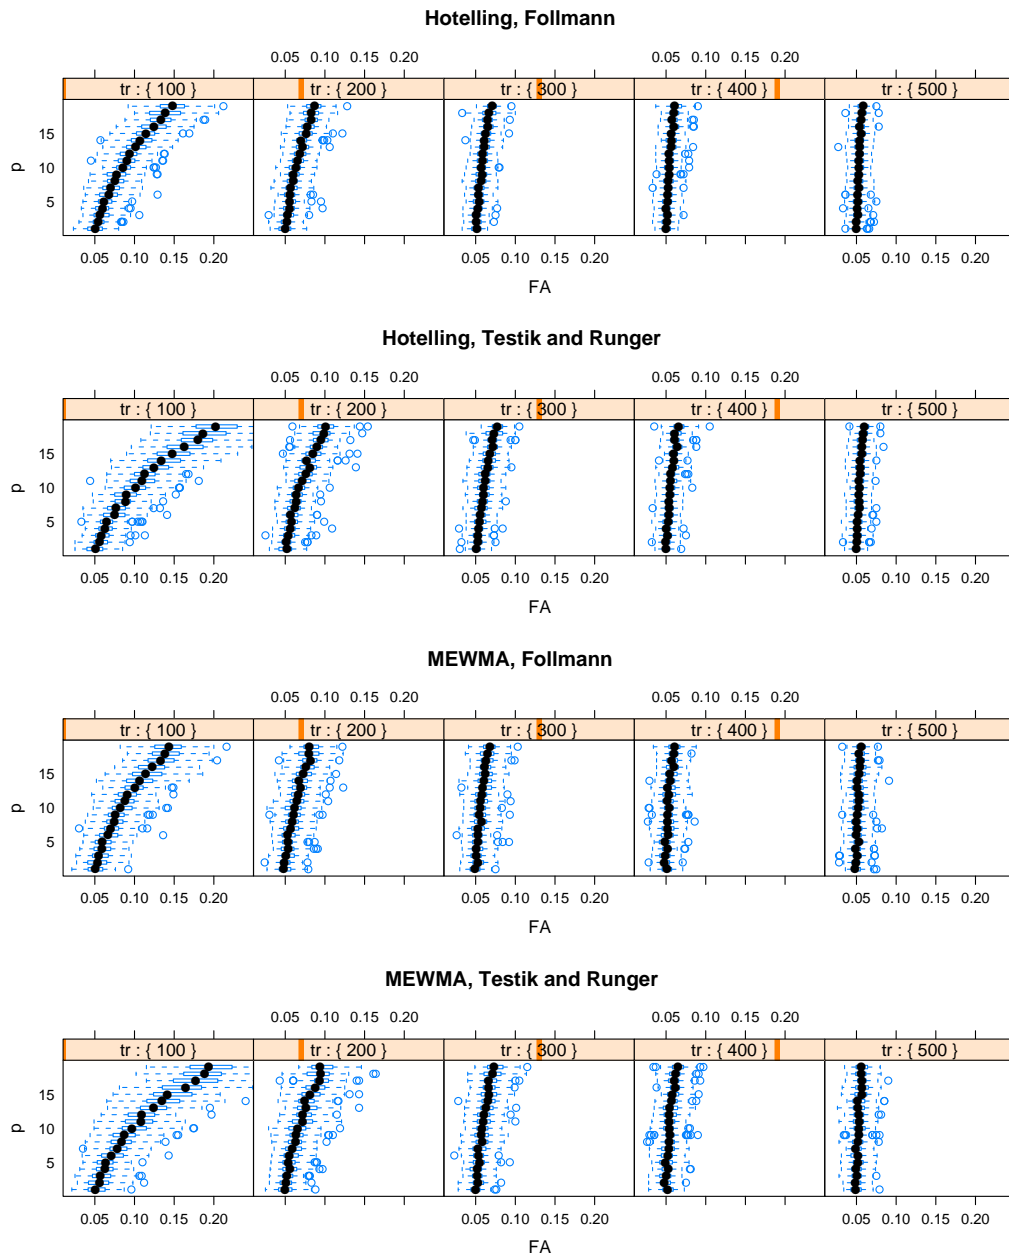 Hotelling, Follmann
0.05 0.10 0.15 0.20 0.05 0.10 0.15 0.20
tr : { 100 } tr : { 200 } tr : { 300 } tr : { 400 } tr : { 500 }
15
10
5
p
0.05 0.10 0.15 0.20 0.05 0.10 0.15 0.20 0.05 0.10 0.15 0.20
FA
Hotelling, Testik and Runger
0.05 0.10 0.15 0.20 0.05 0.10 0.15 0.20
tr : { 100 } tr : { 200 } tr : { 300 } tr : { 400 } tr : { 500 }
15
10
5
p
0.05 0.10 0.15 0.20 0.05 0.10 0.15 0.20 0.05 0.10 0.15 0.20
FA
MEWMA, Follmann
0.05 0.10 0.15 0.20 0.05 0.10 0.15 0.20
tr : { 100 } tr : { 200 } tr : { 300 } tr : { 400 } tr : { 500 }
15
10
5
p
0.05 0.10 0.15 0.20 0.05 0.10 0.15 0.20 0.05 0.10 0.15 0.20
FA
MEWMA, Testik and Runger
0.05 0.10 0.15 0.20 0.05 0.10 0.15 0.20
tr : { 100 } tr : { 200 } tr : { 300 } tr : { 400 } tr : { 500 }
15
10
5
p
0.05 0.10 0.15 0.20 0.05 0.10 0.15 0.20 0.05 0.10 0.15 0.20
FA